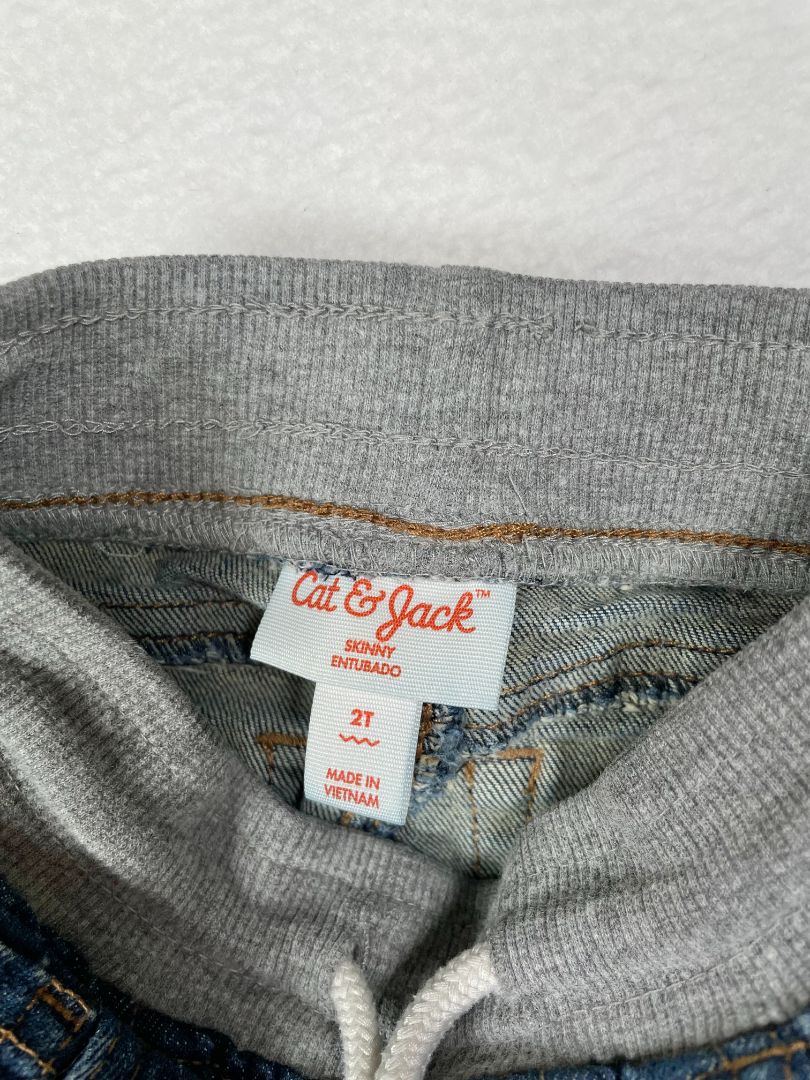 Cat & Jack™
SKINNY
ENTUBADO
2T
MADE IN
VIETNAM